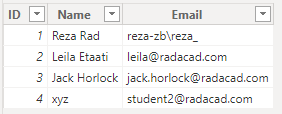 ID Name Email
1 Reza Rad reza-zb\reza_
2 Leila Etaati leila@radacad.com
3 Jack Horlock jack.horlock@radacad.com
4 xyz student2@radacad.com